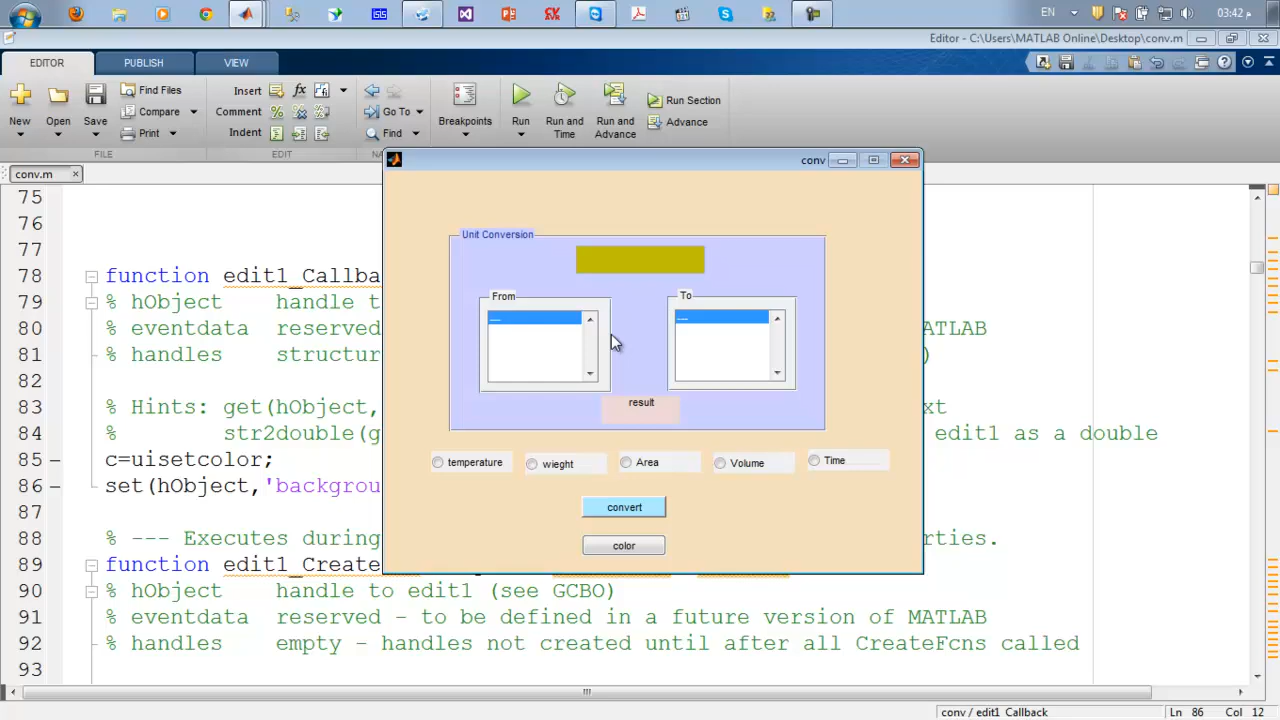 EN
03:42 م
Editor - C:\Users\MATLAB Online\Desktop\conv.m
EDITOR
PUBLISH
VIEW
New
Open
Save
Find Files
Compare
Print
FILE
Insert
Comment
Indent
EDIT
fx
Go To
Find
Breakpoints
Run
Run and Time
Run and Advance
Run Section
Advance
conv.m
75
76
77
78 function edit1_Callba
79 % hObject handle t
80 % eventdata reserved MATLAB
81 % handles structur )
82
83 % Hints: get(hObject, xt
84 % str2double(g edit1 as a double
85 c=uisetcolor;
86 set(hObject,'backgrou
87
88 % --- Executes during rties.
89 function edit1_Create
90 % hObject handle to edit1 (see GCBO)
91 % eventdata reserved - to be defined in a future version of MATLAB
92 % handles empty - handles not created until after all CreateFcns called
93
conv
Unit Conversion
From
To
result
temperature
wieght
Area
Volume
Time
convert
color
conv / edit1_Callback
Ln 86 Col 12